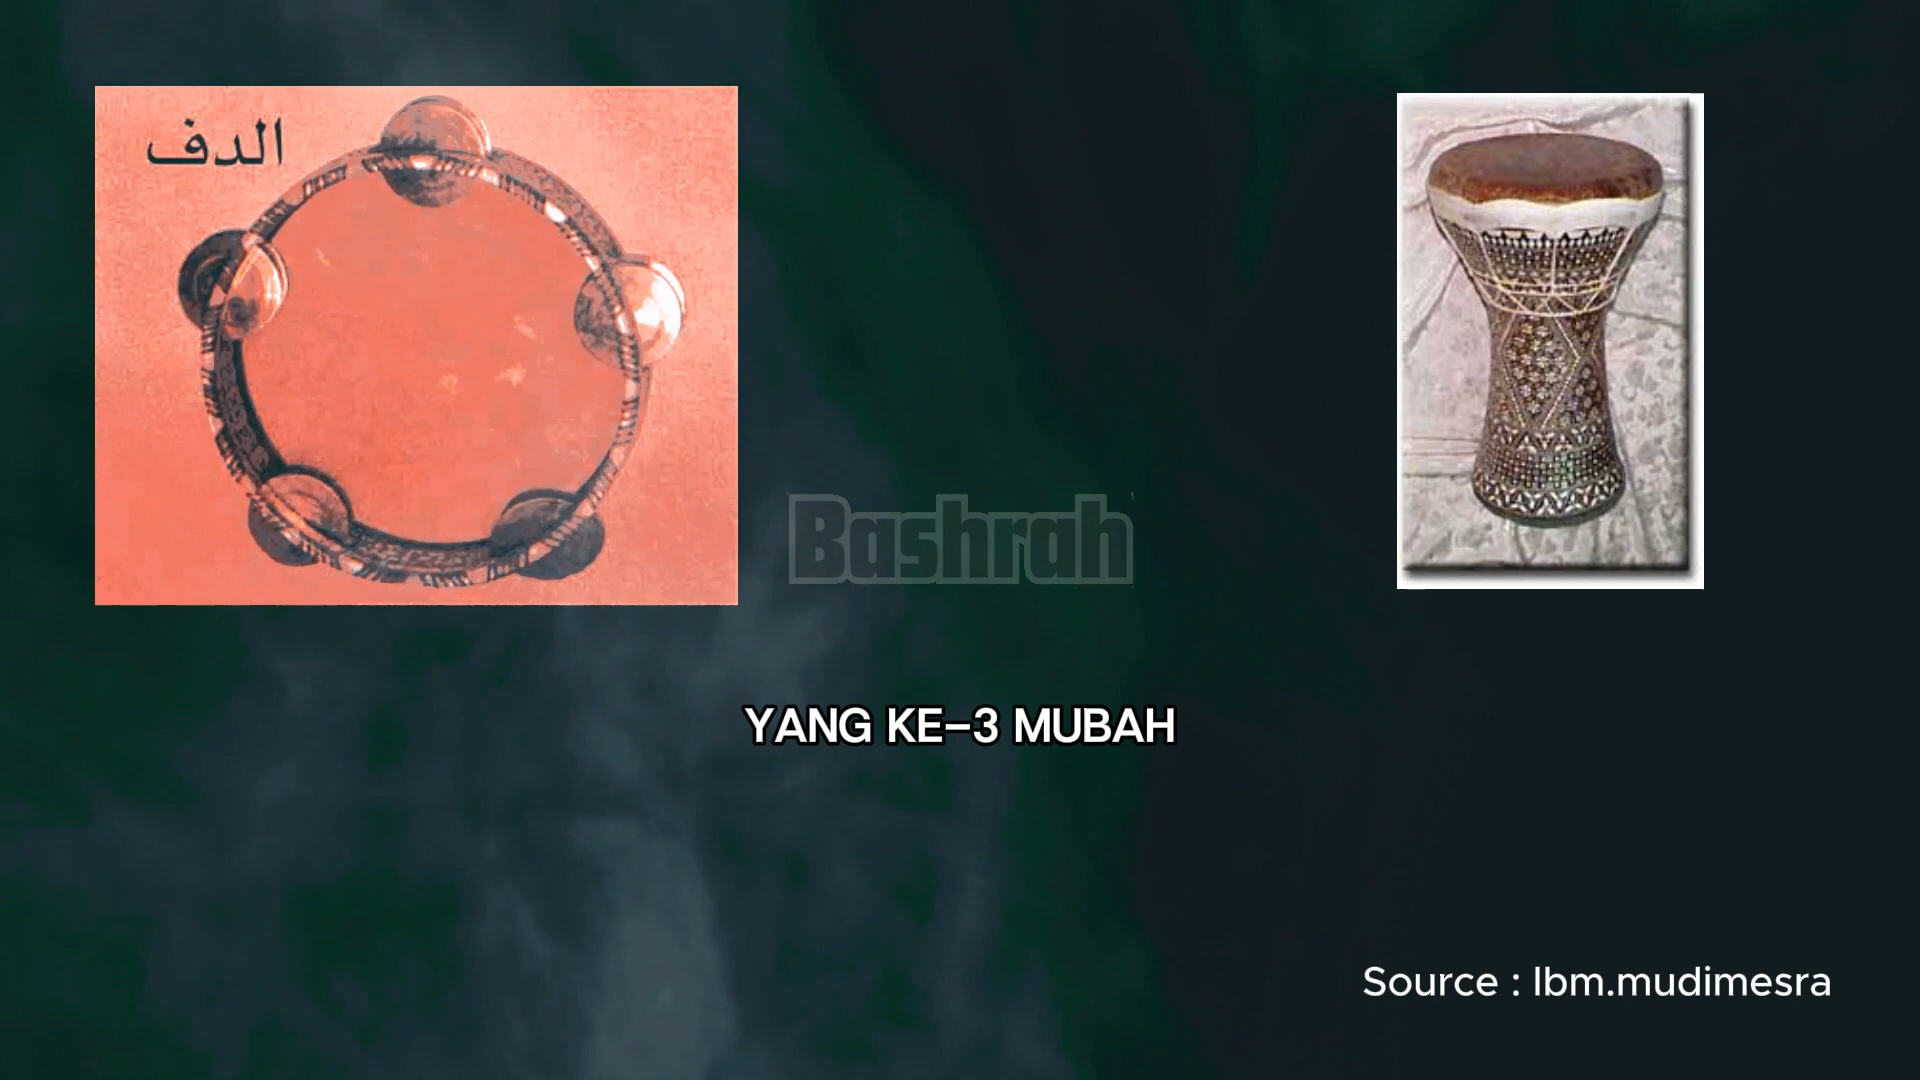 الدف
Bashrah
YANG KE-3 MUBAH
Source : lbm.mudimesra